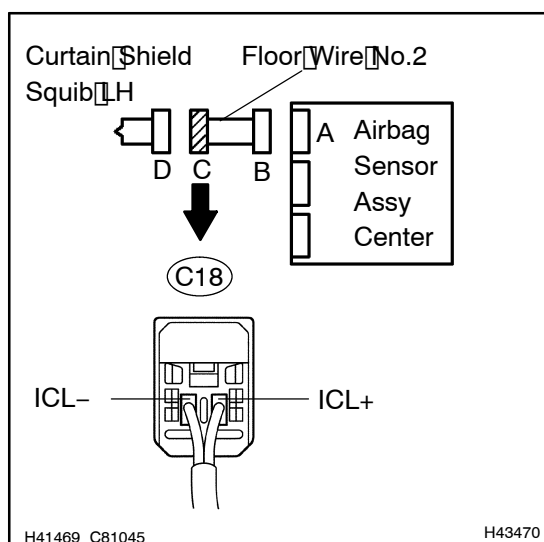 Curtain▯Shield
Squib▯LH
Floor▯Wire▯No.2
D
C
B
A
Airbag
Sensor
Assy
Center
C18
ICL−
ICL+
H41469 C81045
H43470